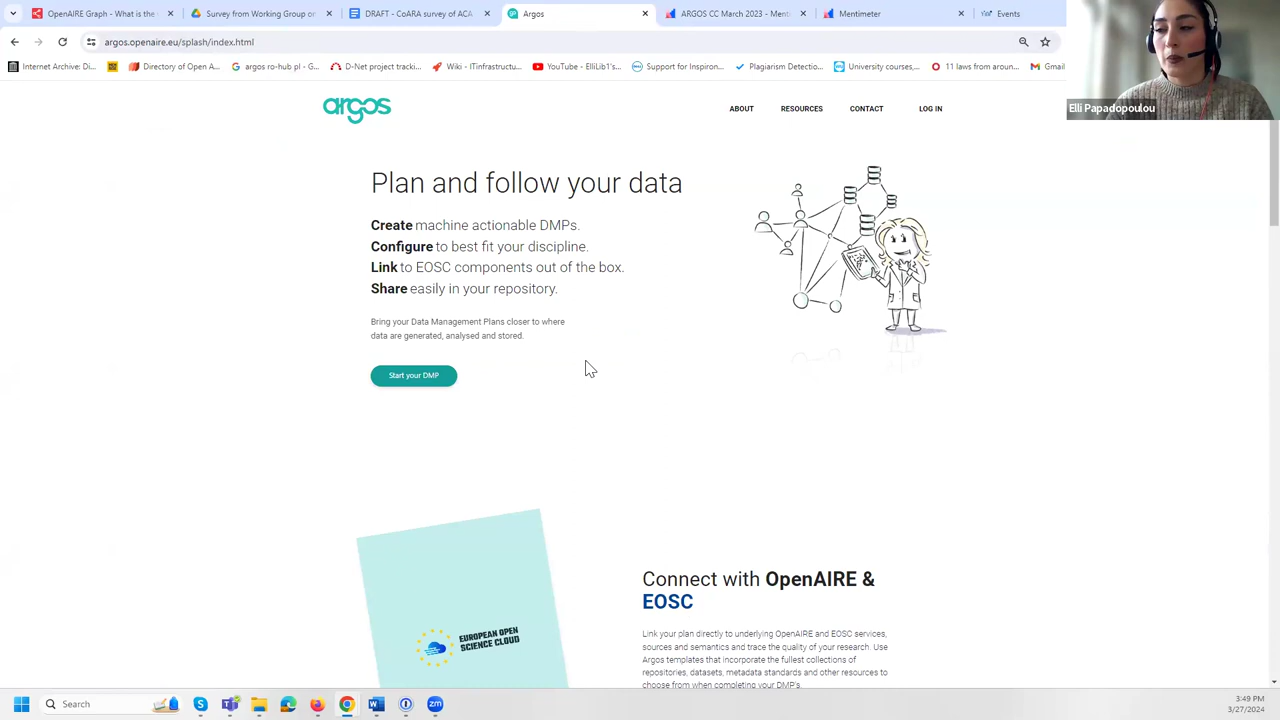 OpenAIRE Graph - What is the
Survey from Working Group or
DRAFT - CoARA survey of ACA
Argos
ARGOS CC March 2023 - Ment
Mentimeter
Events
argos.openaire.eu/splash/index.html
Internet Archive: Di...
Directory of Open A...
argos ro-hub pl - G...
D-Net project tracki...
Wiki - ITinfrastructu...
YouTube - ElliLib1's...
Support for Inspiron...
Plagiarism Detectio...
University courses,...
11 laws from aroun...
Gmail
Elli Papadopoulou
argos
ABOUT
RESOURCES
CONTACT
LOG IN
Plan and follow your data
Create machine actionable DMPs.
Configure to best fit your discipline.
Link to EOSC components out of the box.
Share easily in your repository.
Bring your Data Management Plans closer to where
data are generated, analysed and stored.
Start your DMP
EUROPEAN OPEN
SCIENCE CLOUD
Connect with OpenAIRE &
EOSC
Link your plan directly to underlying OpenAIRE and EOSC services,
sources and semantics and trace the quality of your research. Use
Argos templates that incorporate the fullest collections of
repositories, datasets, metadata standards and other resources to
choose from when completing your DMP's.
Search
3:49 PM
3/27/2024